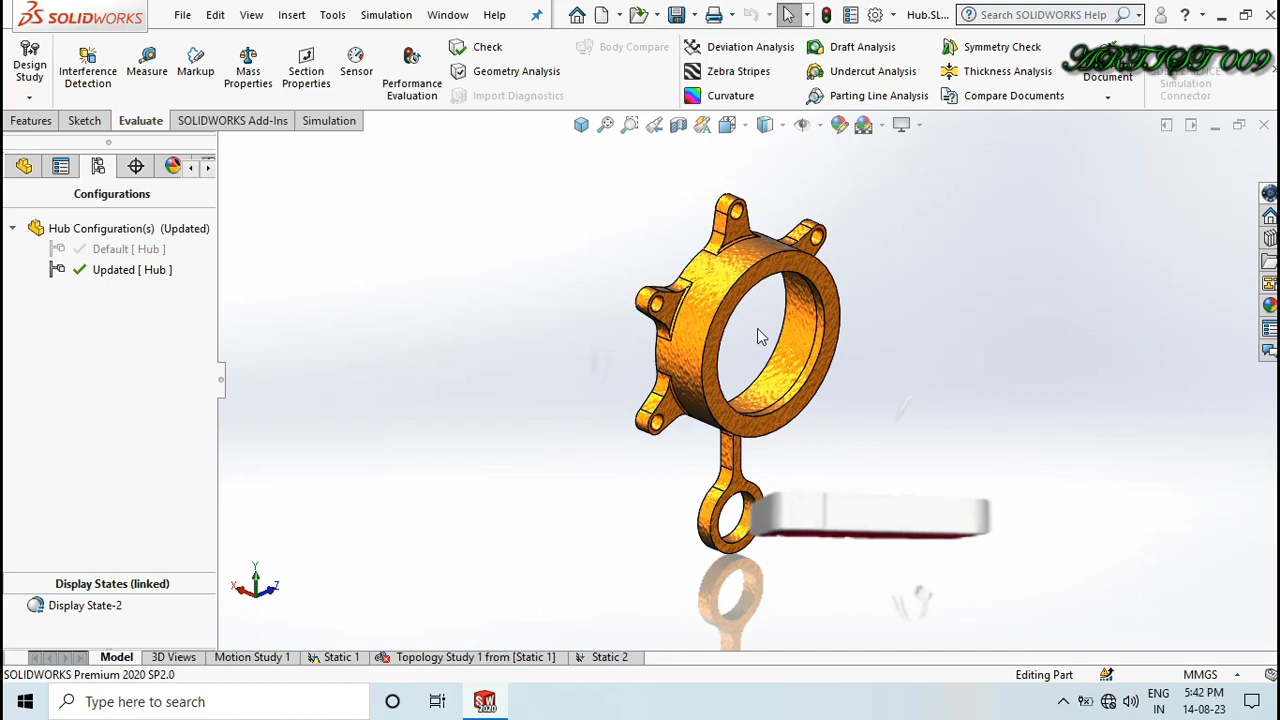 SOLIDWORKS File Edit View Insert Tools Simulation Window Help Hub.SL... Search SOLIDWORKS Help ?
Design Study
Interference Detection
Measure
Markup
Mass Properties
Section Properties
Sensor
Performance Evaluation
Check
Geometry Analysis
Import Diagnostics
Body Compare
Deviation Analysis
Zebra Stripes
Curvature
Draft Analysis
Undercut Analysis
Parting Line Analysis
Symmetry Check
Thickness Analysis
Compare Documents
Document
Simulation
Connector
ARTIST 009
Features Sketch Evaluate SOLIDWORKS Add-Ins Simulation
Configurations
Hub Configuration(s) (Updated)
Default [ Hub ]
Updated [ Hub ]
Y
X Z
Display States (linked)
Display State-2
Model 3D Views Motion Study 1 Static 1 Topology Study 1 from [Static 1] Static 2
SOLIDWORKS Premium 2020 SP2.0 Editing Part MMGS
Type here to search
SW
2020
ENG
IN
5:42 PM
14-08-23